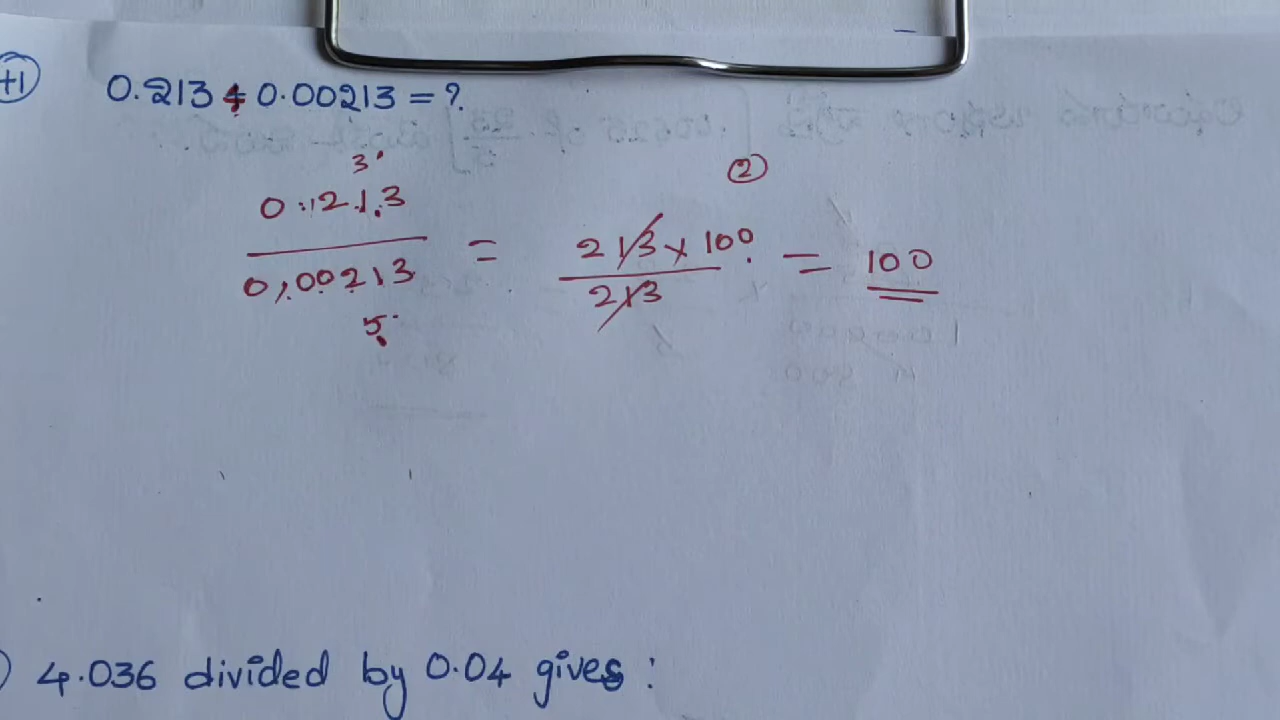 +1 0.213 ÷ 0.00213 = ?
3
0.213 = 213 × 100 = 100
0.00213 213
2
5
4.036 divided by 0.04 gives :